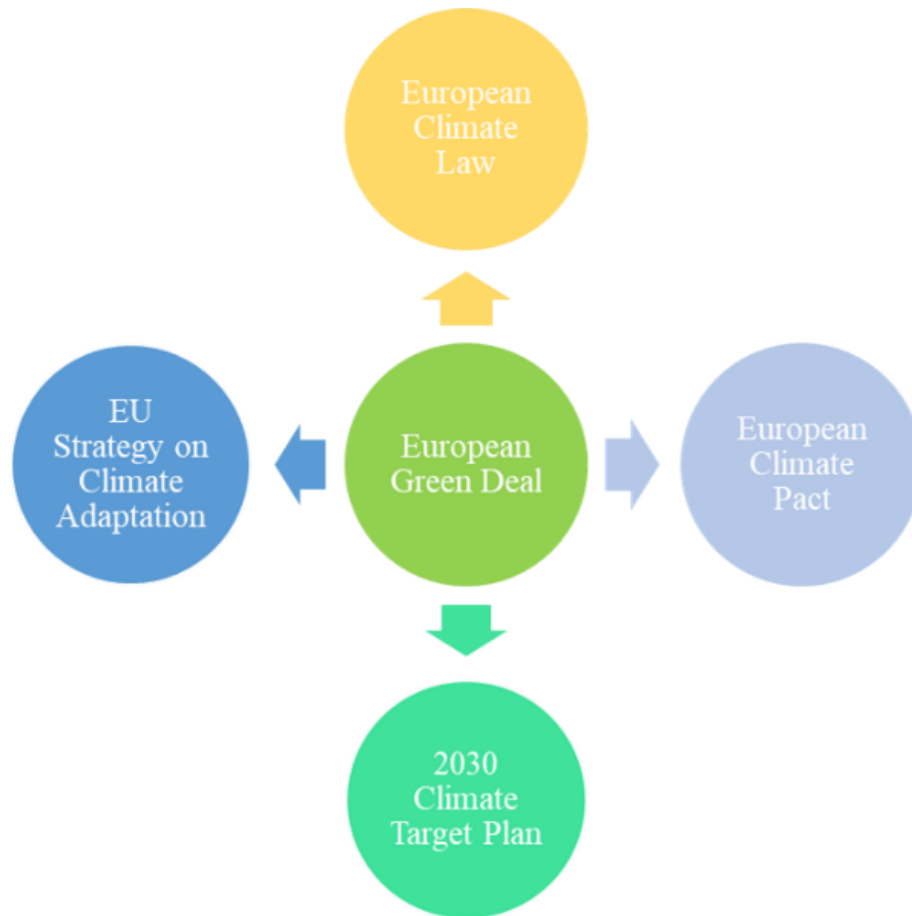 European
Climate
Law
EU
Strategy on
Climate
Adaptation
European
Green Deal
European
Climate
Pact
2030
Climate
Target Plan